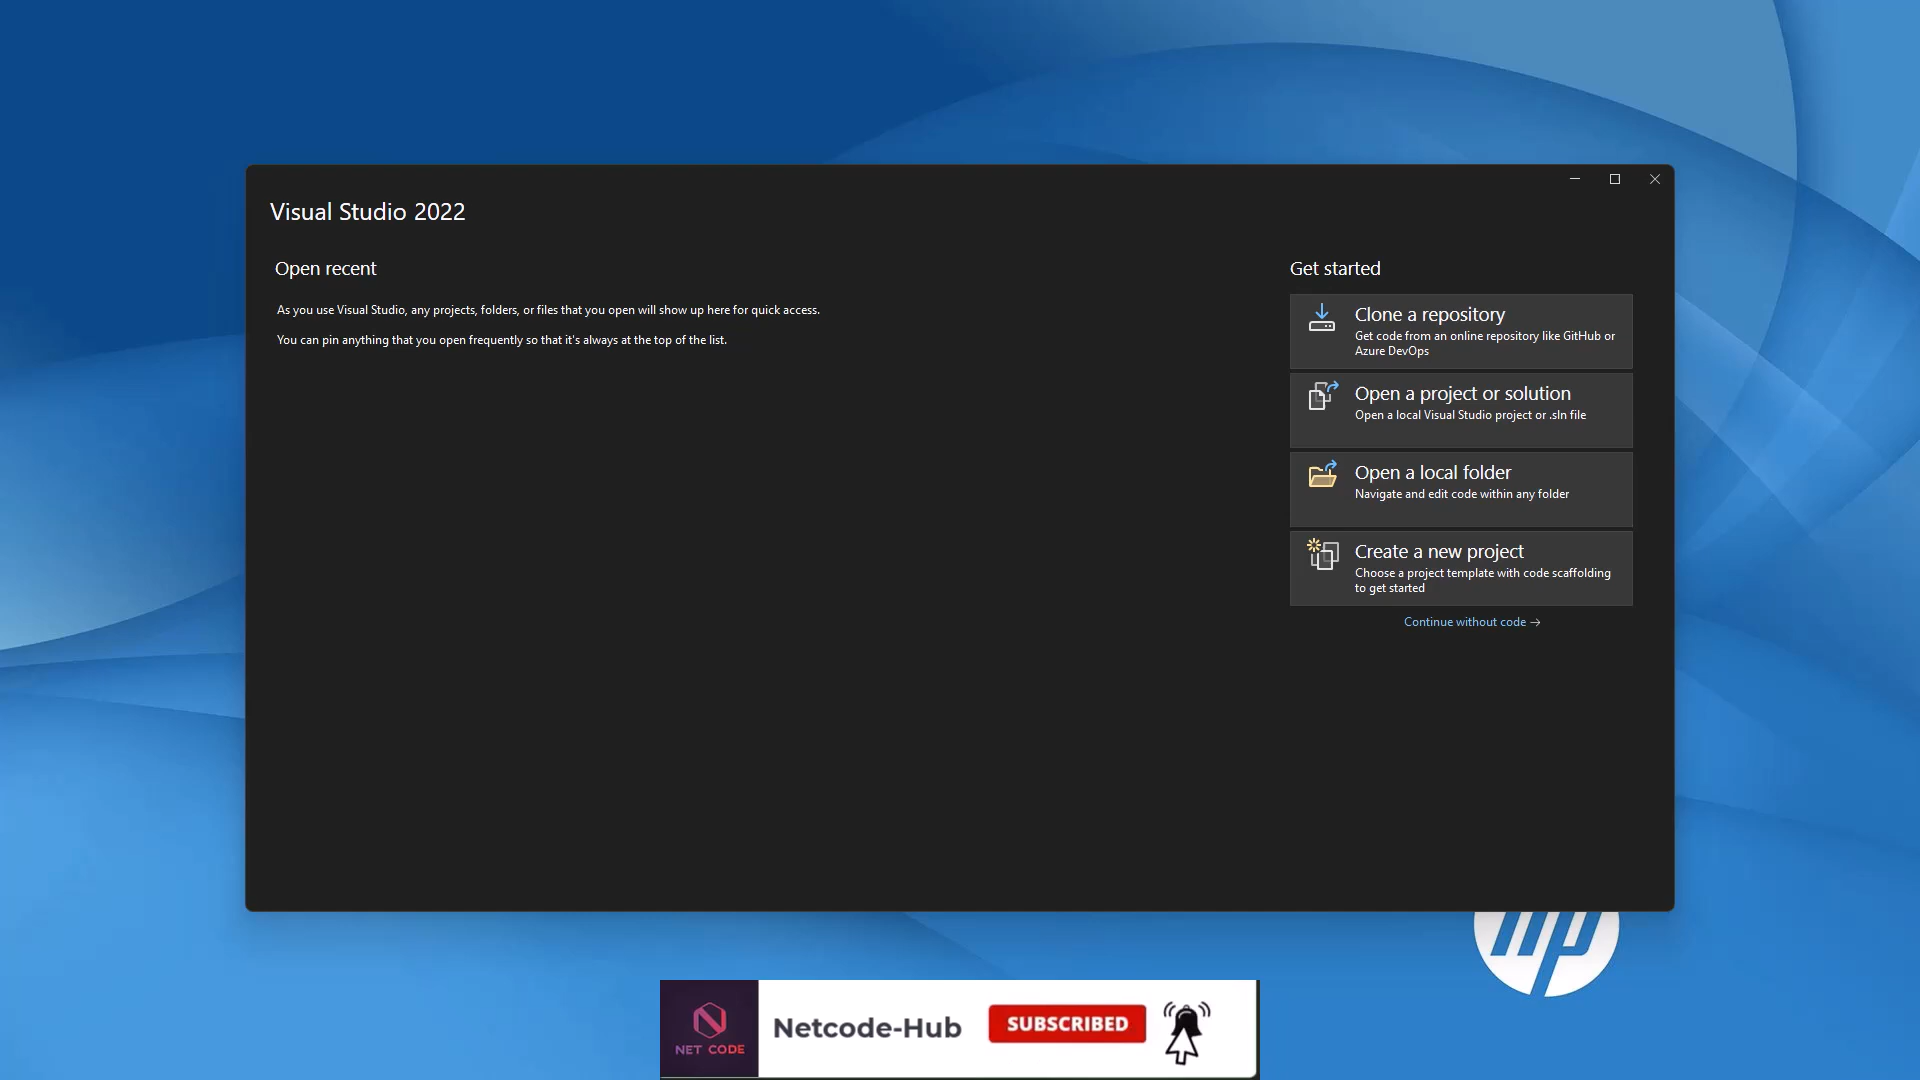 Visual Studio 2022
Open recent
As you use Visual Studio, any projects, folders, or files that you open will show up here for quick access.
You can pin anything that you open frequently so that it's always at the top of the list.
Get started
Clone a repository
Get code from an online repository like GitHub or
Azure DevOps
Open a project or solution
Open a local Visual Studio project or .sln file
Open a local folder
Navigate and edit code within any folder
Create a new project
Choose a project template with code scaffolding
to get started
Continue without code →
hp
NET CODE
Netcode-Hub
SUBSCRIBED